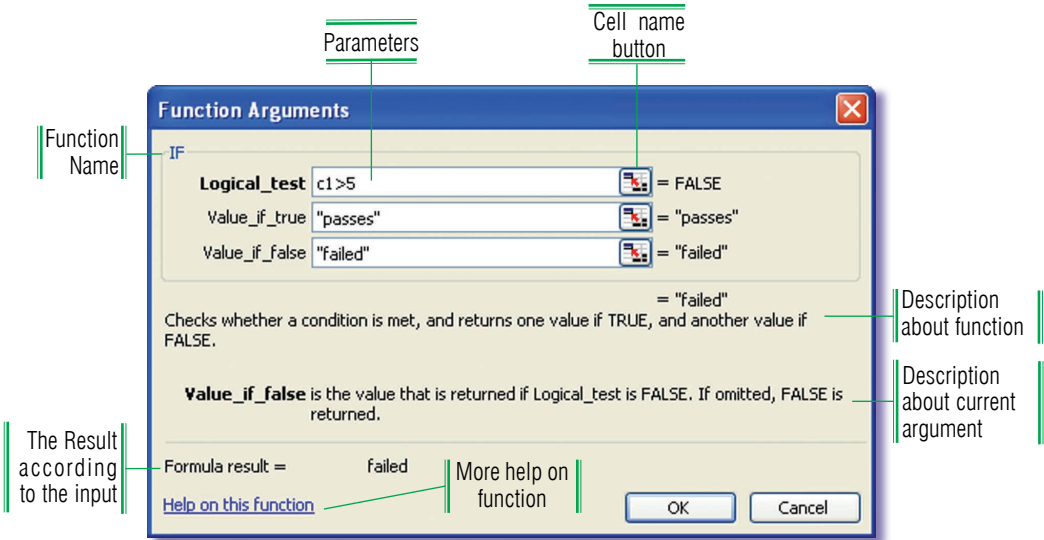 Parameters
Cell name
button
Function Arguments
Function
Name
IF
Logical_test c1>5 = FALSE
Value_if_true "passes" = "passes"
Value_if_false "failed" = "failed"
= "failed"
Checks whether a condition is met, and returns one value if TRUE, and another value if
FALSE.
Description
about function
Value_if_false is the value that is returned if Logical_test is FALSE. If omitted, FALSE is
returned.
Description
about current
argument
The Result
according
to the input
Formula result = failed
More help on
function
Help on this function
OK
Cancel